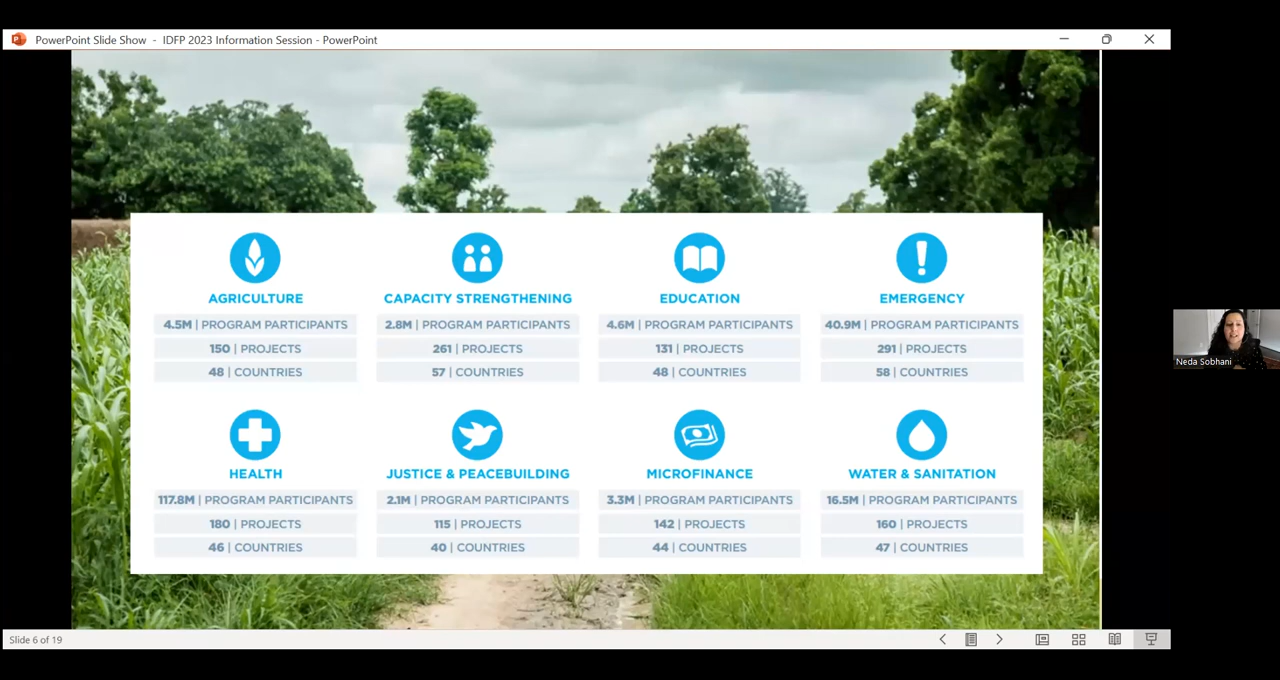 PowerPoint Slide Show - IDFP 2023 Information Session - PowerPoint
AGRICULTURE
4.5M | PROGRAM PARTICIPANTS
150 | PROJECTS
48 | COUNTRIES
CAPACITY STRENGTHENING
2.8M | PROGRAM PARTICIPANTS
261 | PROJECTS
57 | COUNTRIES
EDUCATION
4.6M | PROGRAM PARTICIPANTS
131 | PROJECTS
48 | COUNTRIES
EMERGENCY
40.9M | PROGRAM PARTICIPANTS
291 | PROJECTS
58 | COUNTRIES
HEALTH
117.8M | PROGRAM PARTICIPANTS
180 | PROJECTS
46 | COUNTRIES
JUSTICE & PEACEBUILDING
2.1M | PROGRAM PARTICIPANTS
115 | PROJECTS
40 | COUNTRIES
MICROFINANCE
3.3M | PROGRAM PARTICIPANTS
142 | PROJECTS
44 | COUNTRIES
WATER & SANITATION
16.5M | PROGRAM PARTICIPANTS
160 | PROJECTS
47 | COUNTRIES
Neda Sobhani
Slide 6 of 19